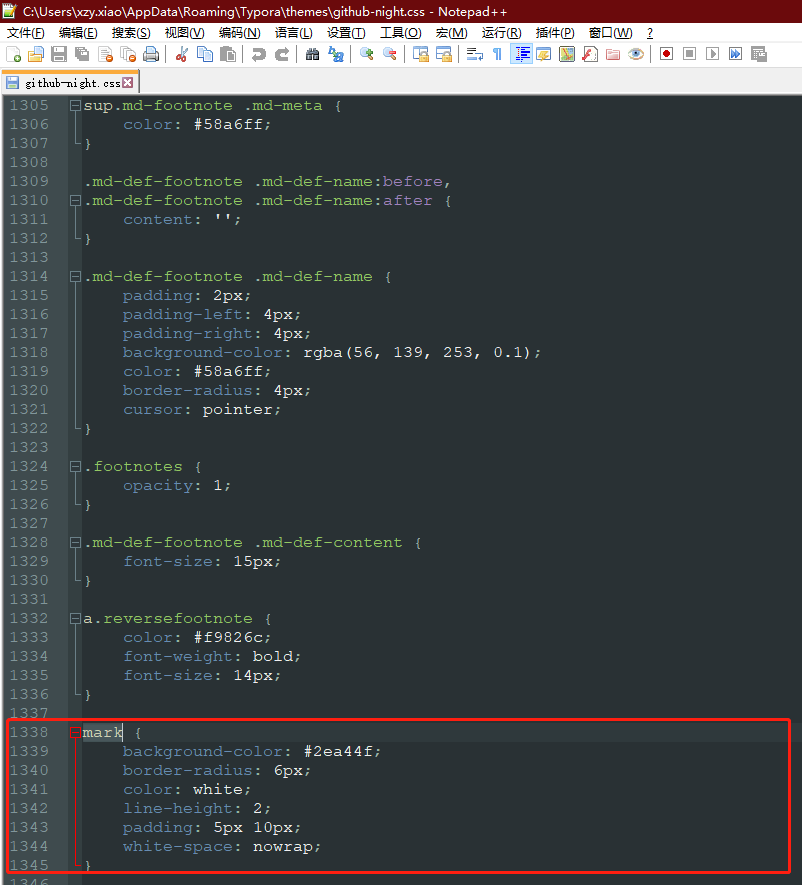 C:\Users\xzy.xiao\AppData\Roaming\Typora\themes\github-night.css - Notepad++
文件(F) 编辑(E) 搜索(S) 视图(V) 编码(N) 语言(L) 设置(T) 工具(O) 宏(M) 运行(R) 插件(P) 窗口(W) ?
github-night.css
1305 sup.md-footnote .md-meta {
1306 color: #58a6ff;
1307 }
1308
1309 .md-def-footnote .md-def-name:before,
1310 .md-def-footnote .md-def-name:after {
1311 content: '';
1312 }
1313
1314 .md-def-footnote .md-def-name {
1315 padding: 2px;
1316 padding-left: 4px;
1317 padding-right: 4px;
1318 background-color: rgba(56, 139, 253, 0.1);
1319 color: #58a6ff;
1320 border-radius: 4px;
1321 cursor: pointer;
1322 }
1323
1324 .footnotes {
1325 opacity: 1;
1326 }
1327
1328 .md-def-footnote .md-def-content {
1329 font-size: 15px;
1330 }
1331
1332 a.reversefootnote {
1333 color: #f9826c;
1334 font-weight: bold;
1335 font-size: 14px;
1336 }
1337
1338 mark {
1339 background-color: #2ea44f;
1340 border-radius: 6px;
1341 color: white;
1342 line-height: 2;
1343 padding: 5px 10px;
1344 white-space: nowrap;
1345 }
1346